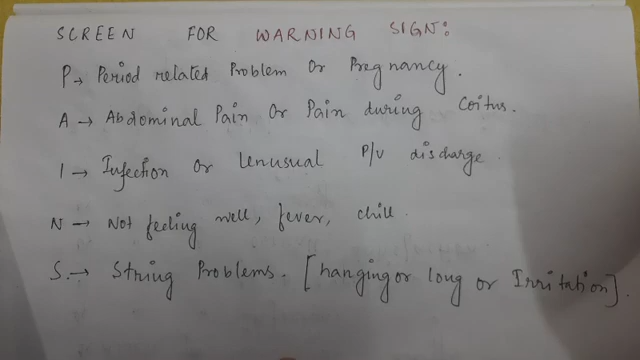 SCREEN FOR WARNING SIGN:
P → Period related Problem Or Pregnancy.
A → Abdominal Pain Or Pain during Coitus.
I → Infection Or Unusual P/V discharge
N → Not feeling well, fever, chill.
S. → String Problems. [hanging or long or Irritation].